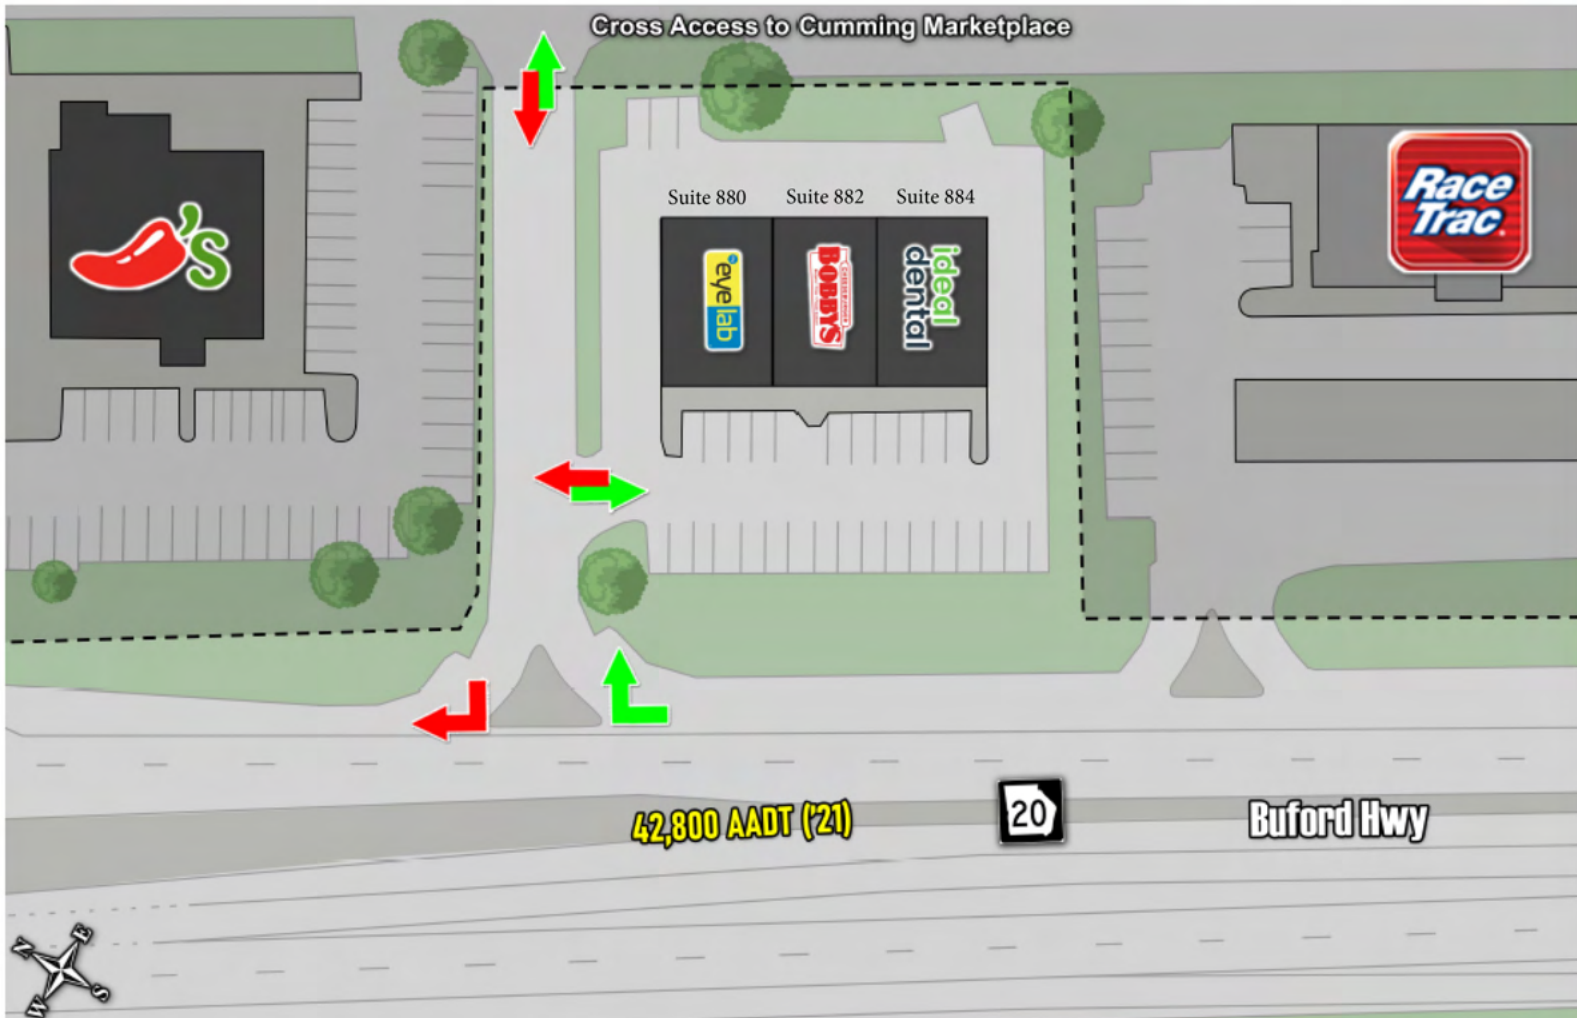 Cross Access to Cumming Marketplace
'S
Suite 880
Suite 882
Suite 884
eyelab
BOBBY'S
ideal
dental
Race
Trac
42,800 AADT ('21)
20
Buford Hwy
N
E
W
S